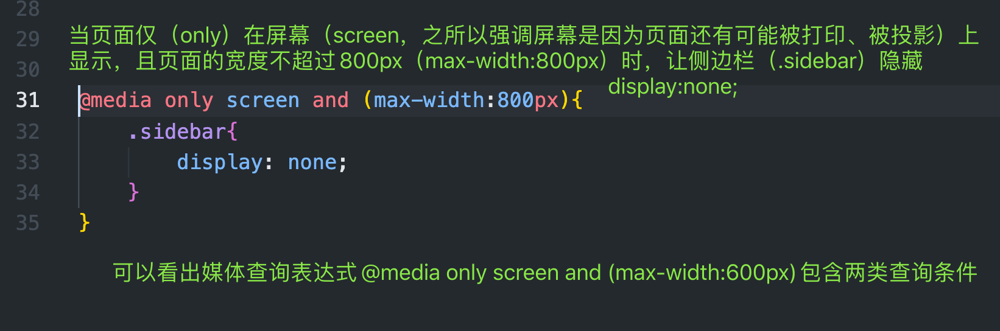 28
29 当页面仅（only）在屏幕（screen，之所以强调屏幕是因为页面还有可能被打印、被投影）上
30 显示，且页面的宽度不超过800px（max-width:800px）时，让侧边栏（.sidebar）隐藏
display:none;
31 @media only screen and (max-width:800px){
32 .sidebar{
33 display: none;
34 }
35 }
可以看出媒体查询表达式@media only screen and (max-width:600px)包含两类查询条件